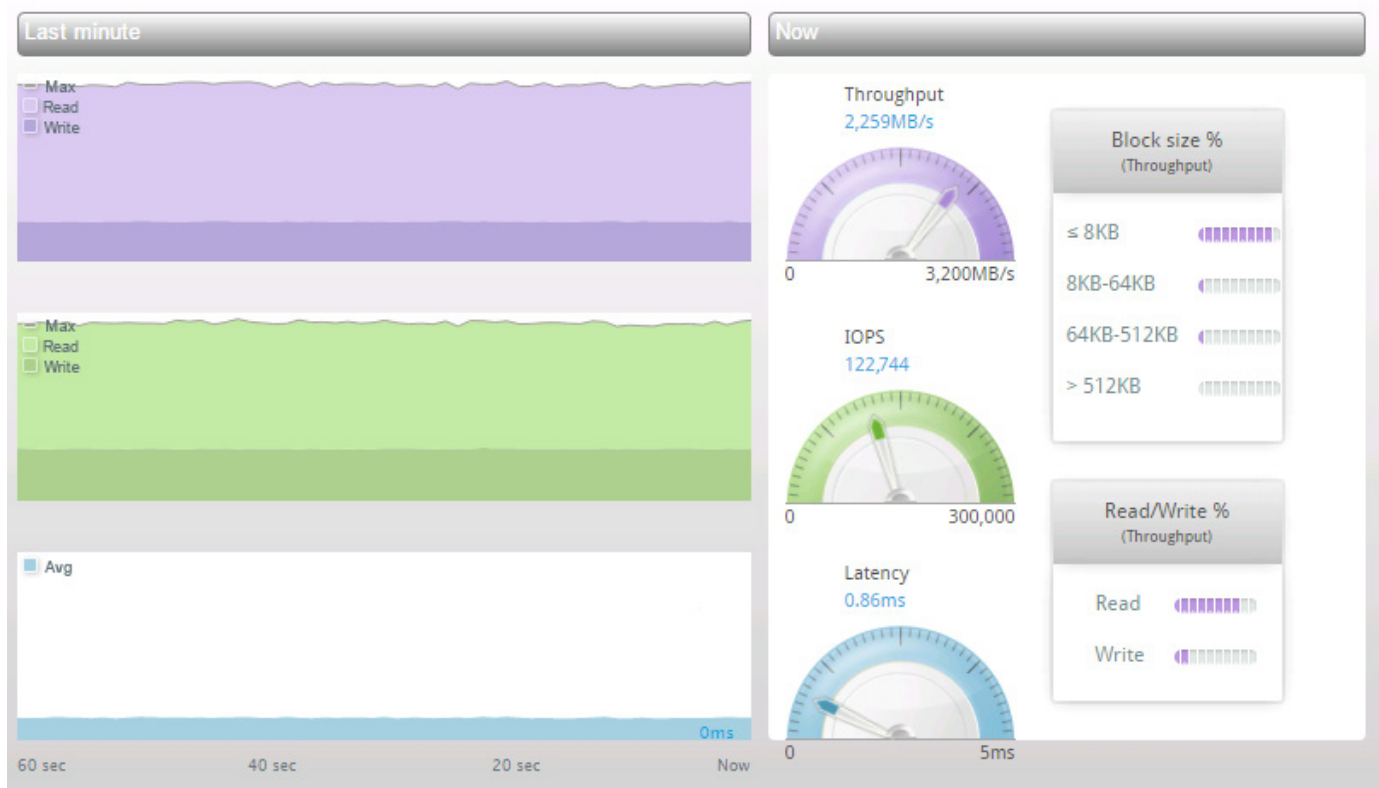 Last minute
Max
Read
Write
Max
Read
Write
Avg
0ms
60 sec
40 sec
20 sec
Now
Now
Throughput
2,259MB/s
0
3,200MB/s
IOPS
122,744
0
300,000
Latency
0.86ms
0
5ms
Block size %
(Throughput)
≤ 8KB
8KB-64KB
64KB-512KB
> 512KB
Read/Write %
(Throughput)
Read
Write